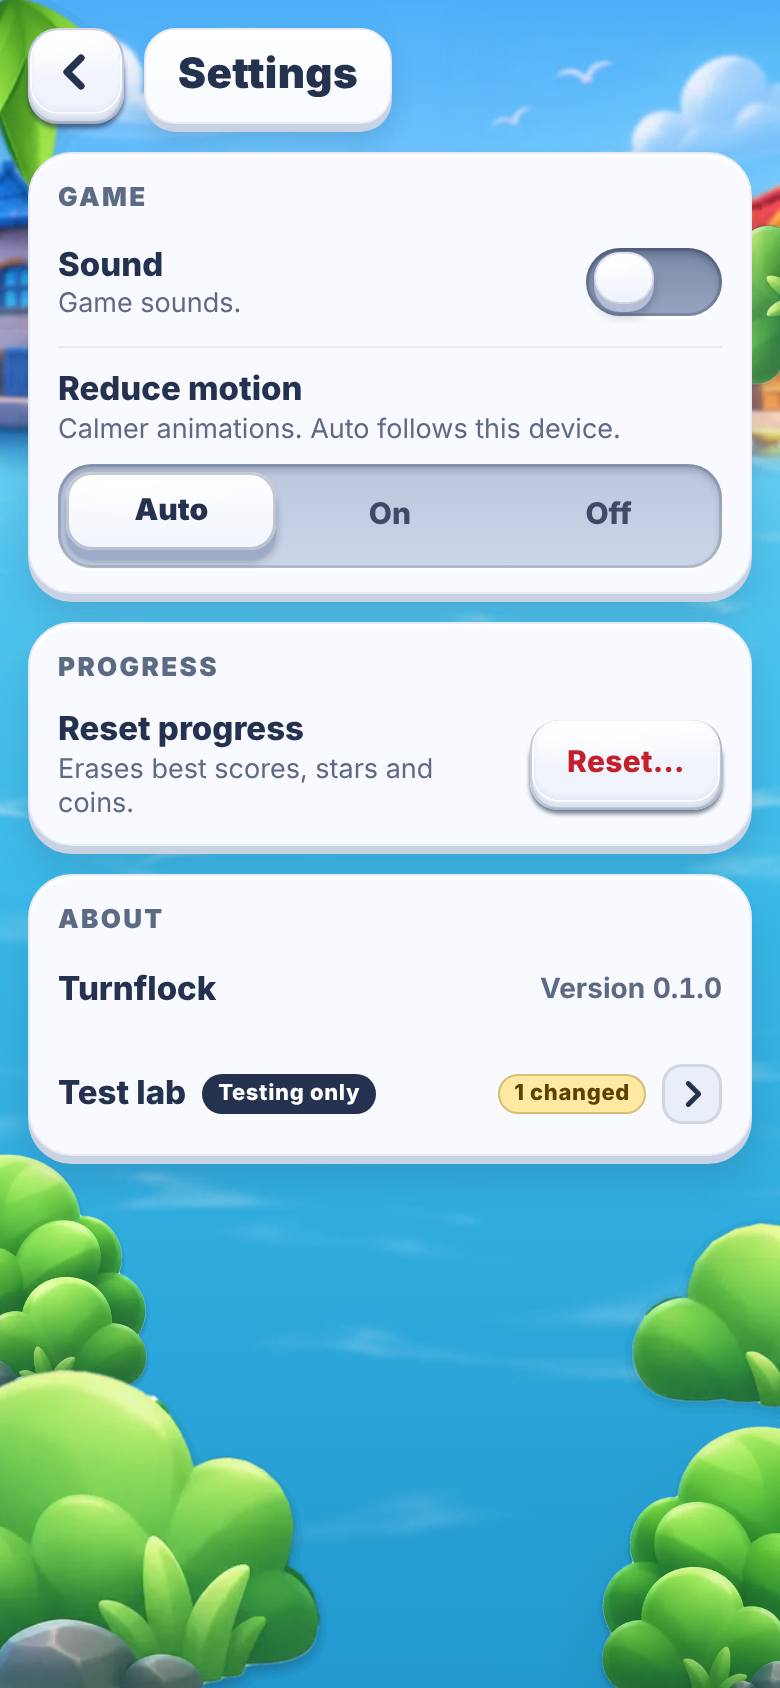 Settings
GAME
Sound
Game sounds.
Reduce motion
Calmer animations. Auto follows this device.
Auto On Off
PROGRESS
Reset progress
Erases best scores, stars and
coins.
Reset...
ABOUT
Turnflock Version 0.1.0
Test lab Testing only 1 changed